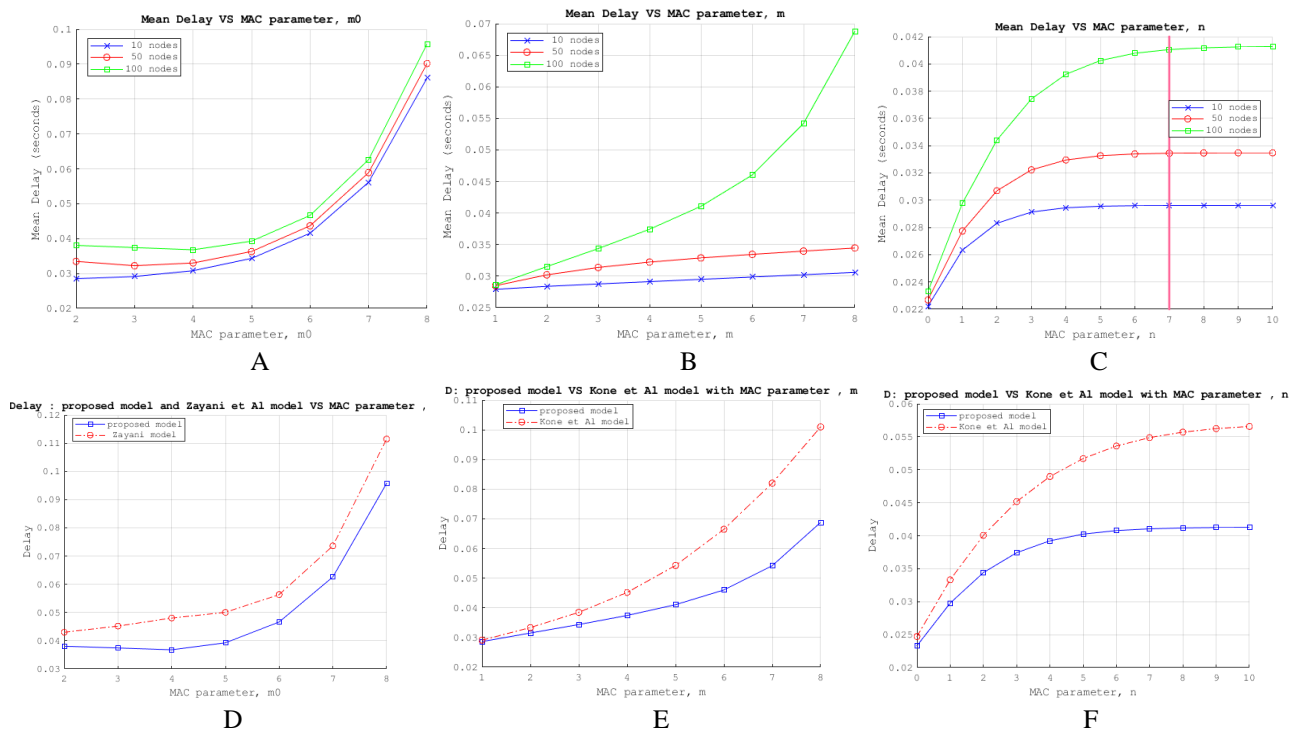 Mean Delay VS MAC parameter, m0
10 nodes
50 nodes
100 nodes
Mean Delay (seconds)
0.1
0.09
0.08
0.07
0.06
0.05
0.04
0.03
0.02
2 3 4 5 6 7 8
MAC parameter, m0
A
Mean Delay VS MAC parameter, m
10 nodes
50 nodes
100 nodes
Mean Delay (seconds)
0.07
0.065
0.06
0.055
0.05
0.045
0.04
0.035
0.03
0.025
1 2 3 4 5 6 7 8
MAC parameter, m
B
Mean Delay VS MAC parameter, n
10 nodes
50 nodes
100 nodes
Mean Delay (seconds)
0.042
0.04
0.038
0.036
0.034
0.032
0.03
0.028
0.026
0.024
0.022
0 1 2 3 4 5 6 7 8 9 10
MAC parameter, n
C
Delay : proposed model and Zayani et Al model VS MAC parameter ,
proposed model
Zayani model
Delay
0.12
0.11
0.1
0.09
0.08
0.07
0.06
0.05
0.04
0.03
2 3 4 5 6 7 8
MAC parameter, m0
D
D: proposed model VS Kone et Al model with MAC parameter , m
proposed model
Kone et Al model
Delay
0.11
0.1
0.09
0.08
0.07
0.06
0.05
0.04
0.03
0.02
1 2 3 4 5 6 7 8
MAC parameter, m
E
D: proposed model VS Kone et Al model with MAC parameter , n
proposed model
Kone et Al model
Delay
0.06
0.055
0.05
0.045
0.04
0.035
0.03
0.025
0.02
0 1 2 3 4 5 6 7 8 9 10
MAC parameter, n
F